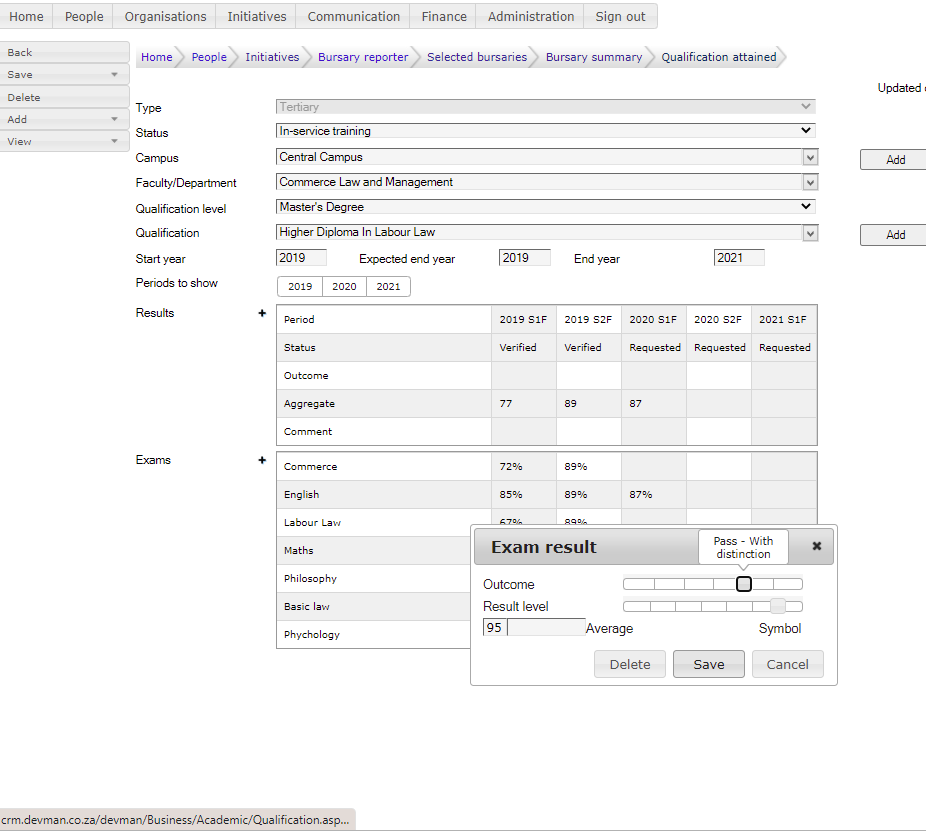 Home People Organisations Initiatives Communication Finance Administration Sign out
Back
Save
Delete
Add
View
Home People Initiatives Bursary reporter Selected bursaries Bursary summary Qualification attained
Updated
Type Tertiary
Status In-service training
Campus Central Campus Add
Faculty/Department Commerce Law and Management
Qualification level Master's Degree
Qualification Higher Diploma In Labour Law Add
Start year 2019 Expected end year 2019 End year 2021
Periods to show 2019 2020 2021
Results + Period 2019 S1F 2019 S2F 2020 S1F 2020 S2F 2021 S1F
Status Verified Verified Requested Requested Requested
Outcome
Aggregate 77 89 87
Comment
Exams + Commerce 72% 89%
English 85% 89% 87%
Labour Law 67% 89%
Maths
Philosophy
Basic law
Phychology
Exam result
Pass - With
distinction
Outcome
Result level
95 Average Symbol
Delete Save Cancel
crm.devman.co.za/devman/Business/Academic/Qualification.asp...